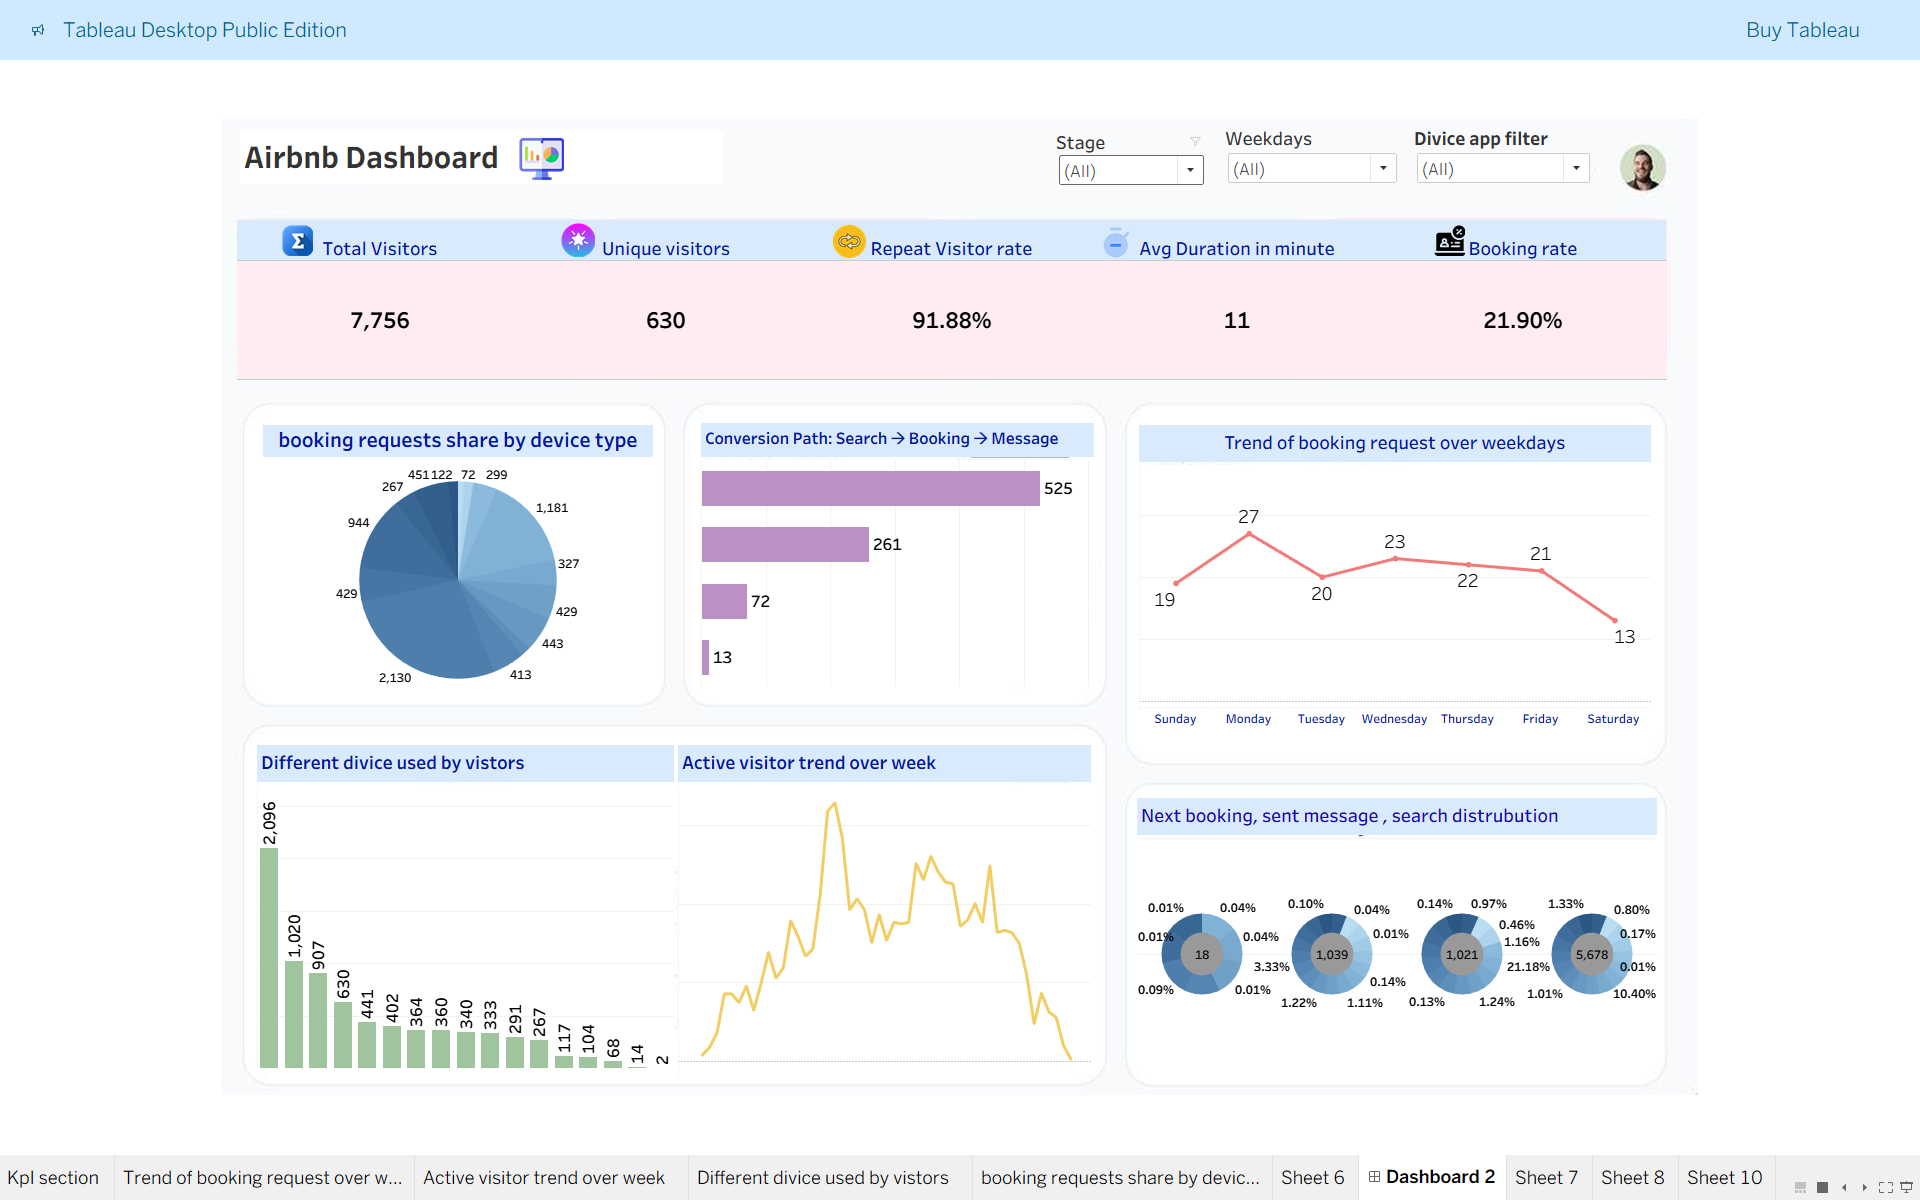 Tableau Desktop Public Edition
Buy Tableau
Airbnb Dashboard
Stage
(All)
Weekdays
(All)
Divice app filter
(All)
Total Visitors
Unique visitors
Repeat Visitor rate
Avg Duration in minute
Booking rate
7,756
630
91.88%
11
21.90%
booking requests share by device type
451 122 72 299
267
1,181
944
327
429
429
443
413
2,130
Conversion Path: Search → Booking → Message
525
261
72
13
Trend of booking request over weekdays
27
23
21
19
20
22
13
Sunday Monday Tuesday Wednesday Thursday Friday Saturday
Different divice used by vistors
2,096
1,020
907
630
441
402
364
360
340
333
291
267
117
104
68
14
2
Active visitor trend over week
Next booking, sent message , search distrubution
0.01% 0.04%
0.01% 0.04%
18
0.09% 0.01%
0.10% 0.04%
0.01%
3.33% 1,039
0.14%
1.22% 1.11%
0.14% 0.97%
0.46%
1.16%
1,021
0.13% 1.24%
1.33% 0.80%
0.17%
21.18% 5,678 0.01%
1.01% 10.40%
KpI section
Trend of booking request over w...
Active visitor trend over week
Different divice used by vistors
booking requests share by devic...
Sheet 6
Dashboard 2
Sheet 7
Sheet 8
Sheet 10